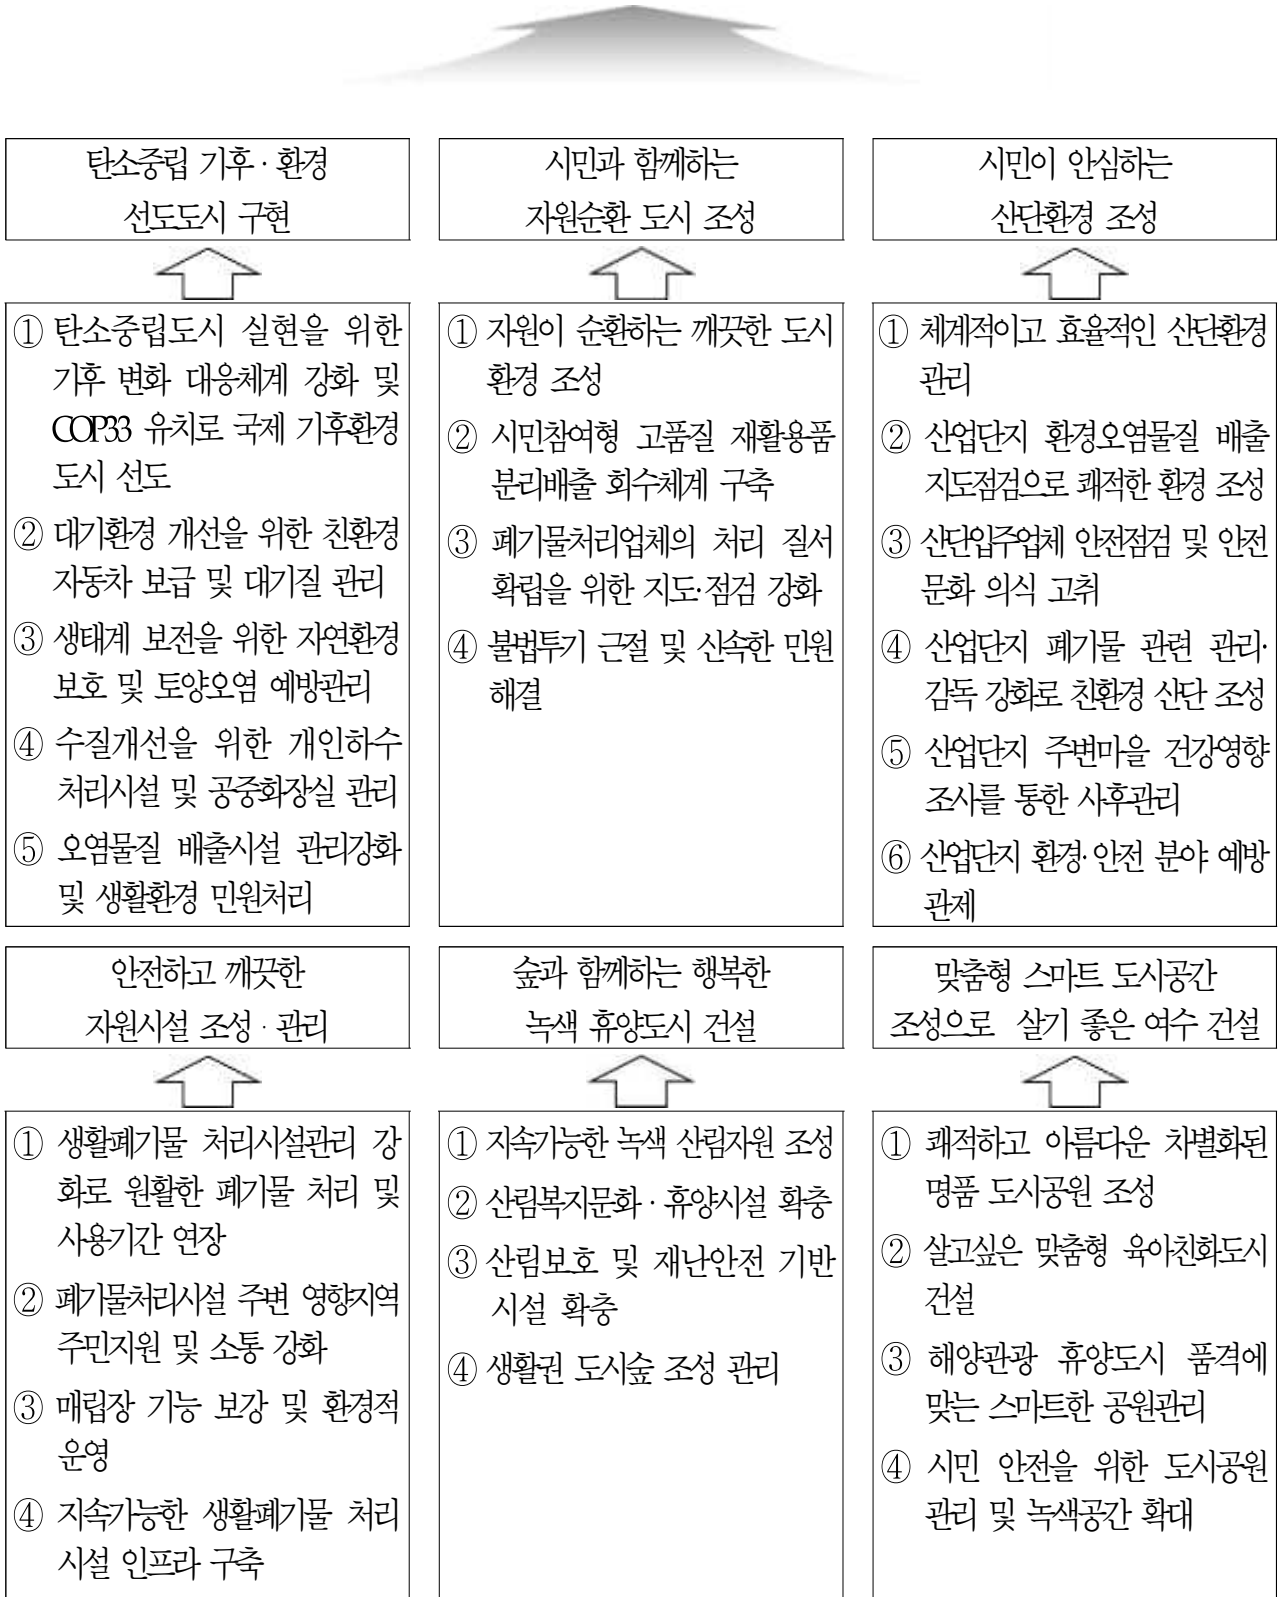 탄소중립 기후·환경
선도도시 구현
① 탄소중립도시 실현을 위한
기후 변화 대응체계 강화 및
COP33 유치로 국제 기후환경
도시 선도
② 대기환경 개선을 위한 친환경
자동차 보급 및 대기질 관리
③ 생태계 보전을 위한 자연환경
보호 및 토양오염 예방관리
④ 수질개선을 위한 개인하수
처리시설 및 공중화장실 관리
⑤ 오염물질 배출시설 관리강화
및 생활환경 민원처리
시민과 함께하는
자원순환 도시 조성
① 자원이 순환하는 깨끗한 도시
환경 조성
② 시민참여형 고품질 재활용품
분리배출 회수체계 구축
③ 폐기물처리업체의 처리 질서
확립을 위한 지도·점검 강화
④ 불법투기 근절 및 신속한 민원
해결
시민이 안심하는
산단환경 조성
① 체계적이고 효율적인 산단환경
관리
② 산업단지 환경오염물질 배출
지도점검으로 쾌적한 환경 조성
③ 산단입주업체 안전점검 및 안전
문화 의식 고취
④ 산업단지 폐기물 관련 관리·
감독 강화로 친환경 산단 조성
⑤ 산업단지 주변마을 건강영향
조사를 통한 사후관리
⑥ 산업단지 환경·안전 분야 예방
관제
안전하고 깨끗한
자원시설 조성·관리
① 생활폐기물 처리시설관리 강
화로 원활한 폐기물 처리 및
사용기간 연장
② 폐기물처리시설 주변 영향지역
주민지원 및 소통 강화
③ 매립장 기능 보강 및 환경적
운영
④ 지속가능한 생활폐기물 처리
시설 인프라 구축
숲과 함께하는 행복한
녹색 휴양도시 건설
① 지속가능한 녹색 산림자원 조성
② 산림복지문화·휴양시설 확충
③ 산림보호 및 재난안전 기반
시설 확충
④ 생활권 도시숲 조성 관리
맞춤형 스마트 도시공간
조성으로 살기 좋은 여수 건설
① 쾌적하고 아름다운 차별화된
명품 도시공원 조성
② 살고싶은 맞춤형 육아친화도시
건설
③ 해양관광 휴양도시 품격에
맞는 스마트한 공원관리
④ 시민 안전을 위한 도시공원
관리 및 녹색공간 확대